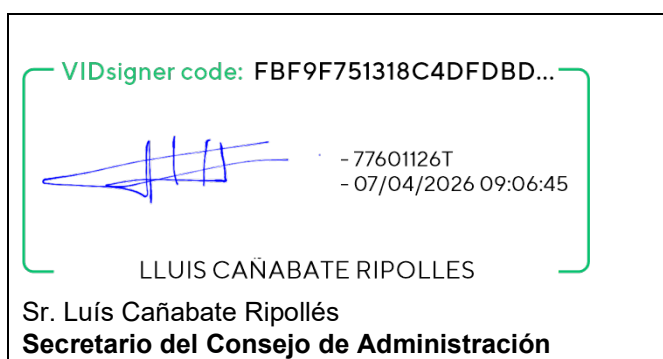 VIDsigner code: FBF9F751318C4DFDBD...
- 77601126T
- 07/04/2026 09:06:45
LLUIS CAÑABATE RIPOLLES
Sr. Luís Cañabate Ripollés
Secretario del Consejo de Administración